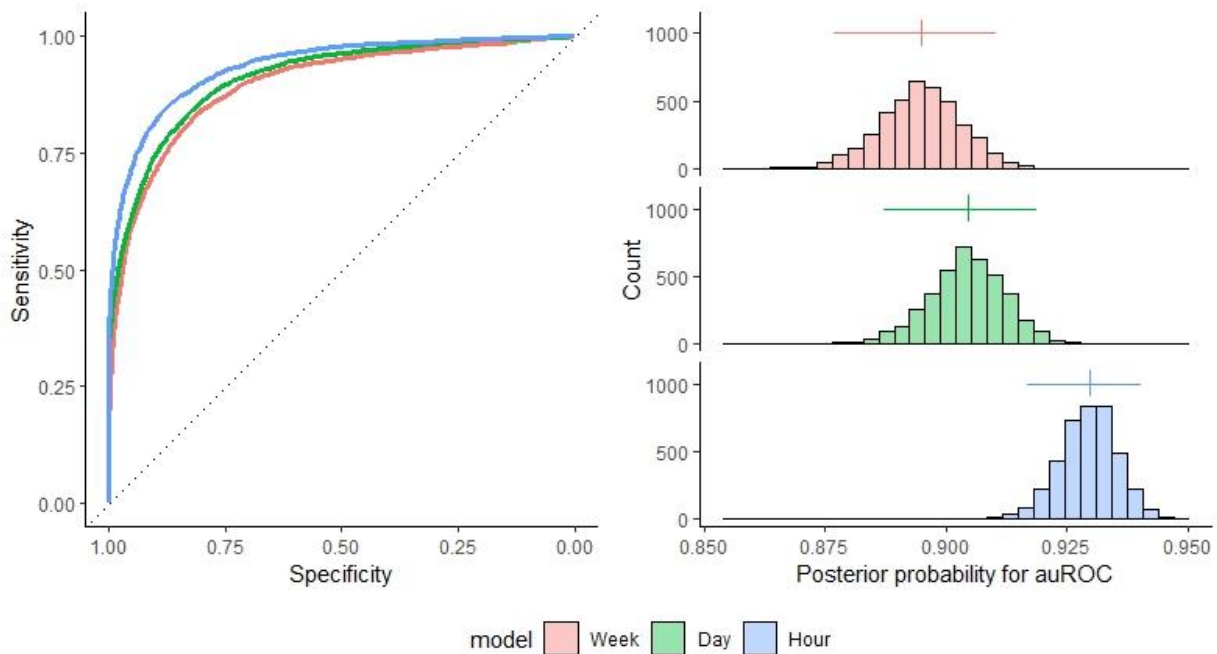 1.00
0.75
0.50
0.25
0.00
Sensitivity
1.00 0.75 0.50 0.25 0.00
Specificity
1000
500
0
1000
500
0
1000
500
0
Count
0.850 0.875 0.900 0.925 0.950
Posterior probability for auROC
model Week Day Hour